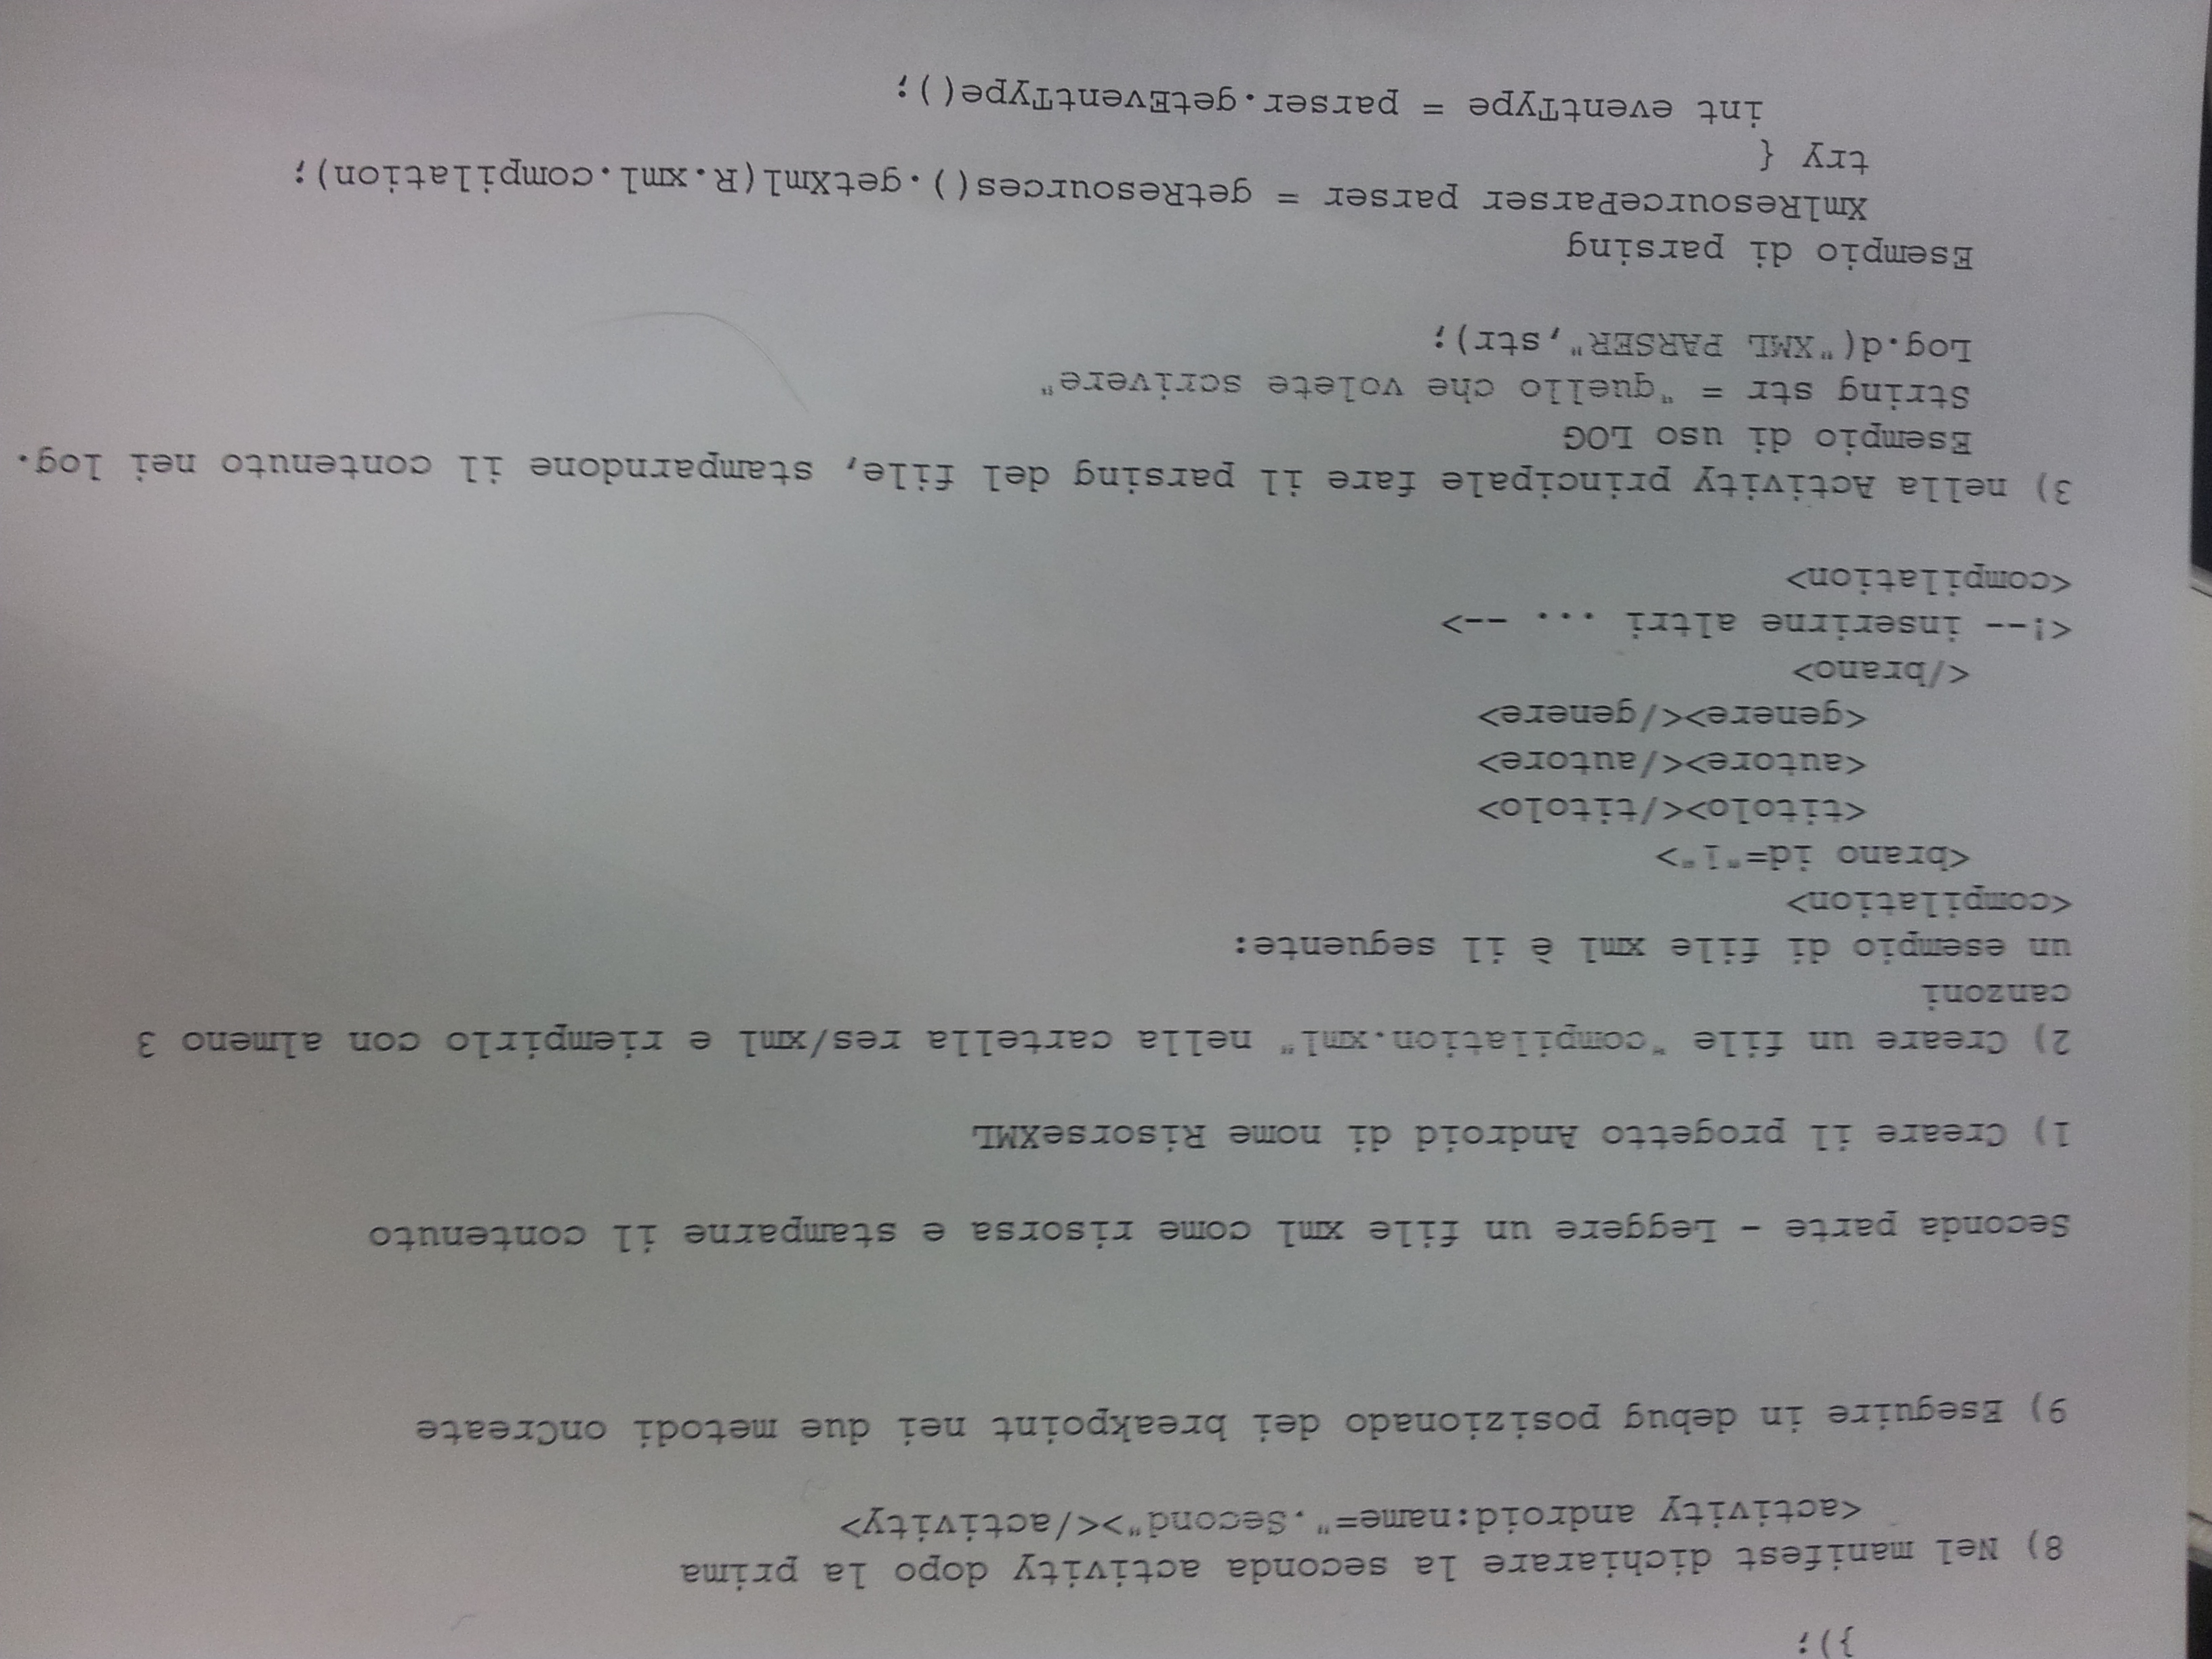 });
8) Nel manifest dichiarare la seconda activity dopo la prima
<activity android:name=".Second"></activity>
9) Eseguire in debug posizionado dei breakpoint nei due metodi onCreate
Seconda parte - Leggere un file xml come risorsa e stamparne il contenuto
1) Creare il progetto Android di nome RisorseXML
2) Creare un file "compilation.xml" nella cartella res/xml e riempirlo con almeno 3
canzoni
un esempio di file xml è il seguente:
<compilation>
<brano id="1">
<titolo></titolo>
<autore></autore>
<genere></genere>
</brano>
<!-- inserirne altri ... -->
<compilation>
3) nella Activity principale fare il parsing del file, stamparndone il contenuto nei log.
Esempio di uso LOG
String str = "quello che volete scrivere"
Log.d("XML PARSER",str);
Esempio di parsing
XmlResourceParser parser = getResources().getXml(R.xml.compilation);
try {
int eventType = parser.getEventType();